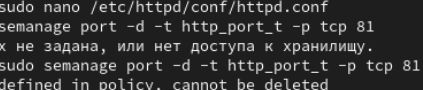 sudo nano /etc/httpd/conf/httpd.conf
semanage port -d -t http_port_t -p tcp 81
х не задана, или нет доступа к хранилищу.
sudo semanage port -d -t http_port_t -p tcp 81
defined in policy, cannot be deleted